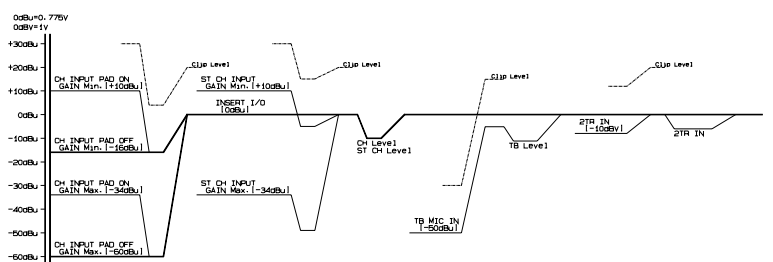 0dBu=0.775V
0dBV=1V
+30dBu
+20dBu
+10dBu
0dBu
-10dBu
-20dBu
-30dBu
-40dBu
-50dBu
-60dBu
CH INPUT PAD ON
GAIN Min. [+10dBu]
CH INPUT PAD OFF
GAIN Min. [-16dBu]
CH INPUT PAD ON
GAIN Max. [-34dBu]
CH INPUT PAD OFF
GAIN Max. [-60dBu]
Clip Level
ST CH INPUT
GAIN Min. [+10dBu]
INSERT I/O
[0dBu]
ST CH INPUT
GAIN Max. [-34dBu]
Clip Level
CH Level
ST CH Level
TB MIC IN
[-50dBu]
Clip Level
TB Level
2TR IN
[-10dBV]
Clip Level
2TR IN